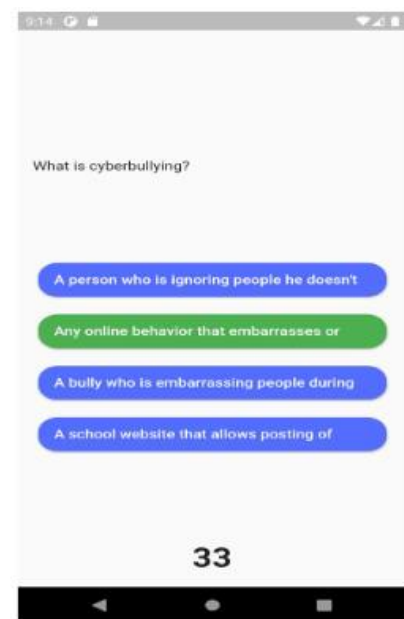 9:14
What is cyberbullying?
A person who is ignoring people he doesn't
Any online behavior that embarrasses or
A bully who is embarrassing people during
A school website that allows posting of
33